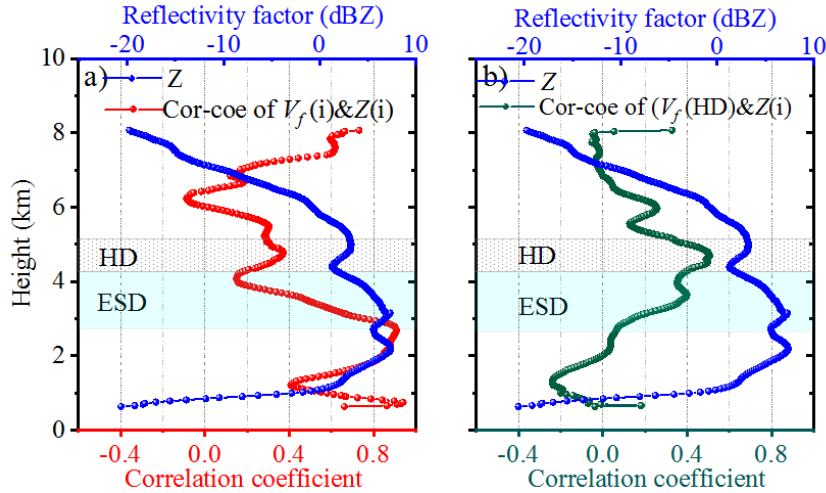 Reflectivity factor (dBZ)
-20 -10 0 10
a)
Z
Cor-coe of Vf (i)&Z(i)
10
8
6
4
2
0
Height (km)
HD
ESD
-0.4 0.0 0.4 0.8
Correlation coefficient
Reflectivity factor (dBZ)
-20 -10 0 10
b)
Z
Cor-coe of (Vf (HD)&Z(i)
HD
ESD
-0.4 0.0 0.4 0.8
Correlation coefficient